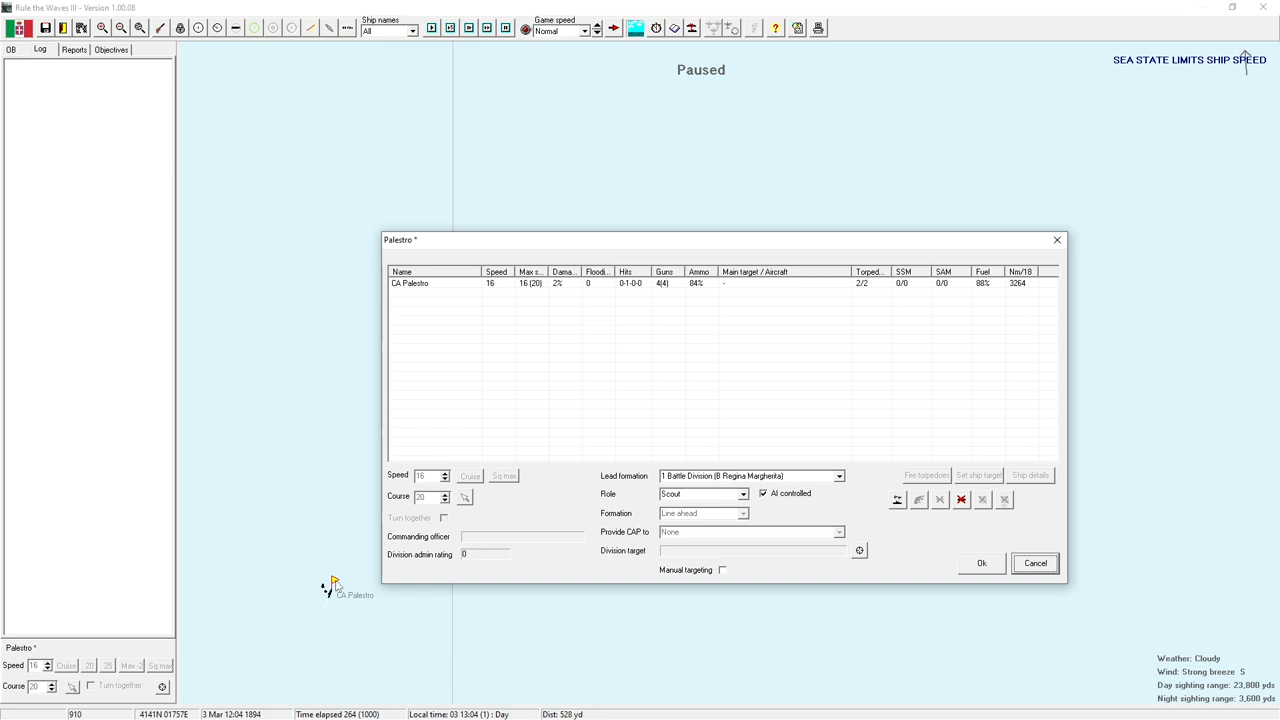 Rule the Waves III - Version 1.00.08
Ship names
All
Game speed
Normal
OB Log Reports Objectives
Paused
SEA STATE LIMITS SHIP SPEED
Palestro *
Name Speed Max s... Dama... Floodi... Hits Guns Ammo Main target / Aircraft Torped... SSM SAM Fuel Nm/18
CA Palestro 16 16 (20) 2% 0 0-1-0-0 4(4) 84% - 2/2 0/0 0/0 88% 3264
Speed 16 Cruise Sq max
Course 20
Turn together
Commanding officer
Division admin rating 0
Lead formation 1 Battle Division (B Regina Margherita)
Role Scout AI controlled
Formation Line ahead
Provide CAP to None
Division target
Manual targeting
Fire torpedoes Set ship target Ship details
Ok Cancel
CA Palestro
Palestro *
Speed 16 Cruise 20 25 Max -2 Sq max
Course 20 Turn together
Weather: Cloudy
Wind: Strong breeze S
Day sighting range: 23,800 yds
Night sighting range: 3,600 yds
910 4141N 01757E 3 Mar 12:04 1894 Time elapsed 264 (1000) Local time: 03 13:04 (1) : Day Dist: 528 yd